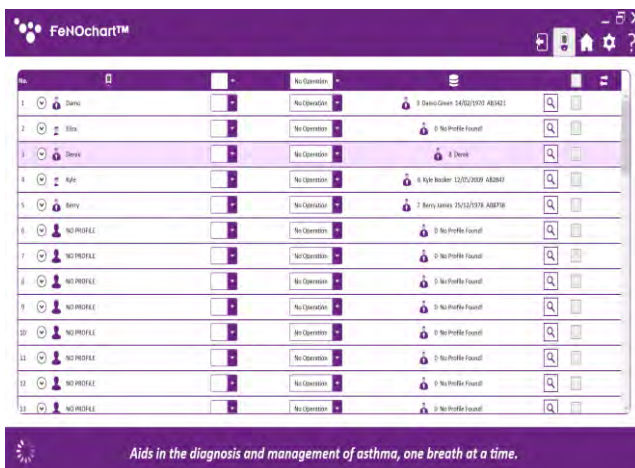 FeNOchart™
?
No. No Operation
1 Damo No Operation 3 Damo Green 14/02/1970 AB3421
2 Eliza No Operation 0 No Profile Found!
3 Derek No Operation 8 Derek
4 Kyle No Operation 6 Kyle Booker 12/05/2009 AB2847
5 Berry No Operation 7 Berry James 25/12/1978 AB8756
6 NO PROFILE No Operation 0 No Profile Found!
7 NO PROFILE No Operation 0 No Profile Found!
8 NO PROFILE No Operation 0 No Profile Found!
9 NO PROFILE No Operation 0 No Profile Found!
10 NO PROFILE No Operation 0 No Profile Found!
11 NO PROFILE No Operation 0 No Profile Found!
12 NO PROFILE No Operation 0 No Profile Found!
13 NO PROFILE No Operation 0 No Profile Found!
Aids in the diagnosis and management of asthma, one breath at a time.